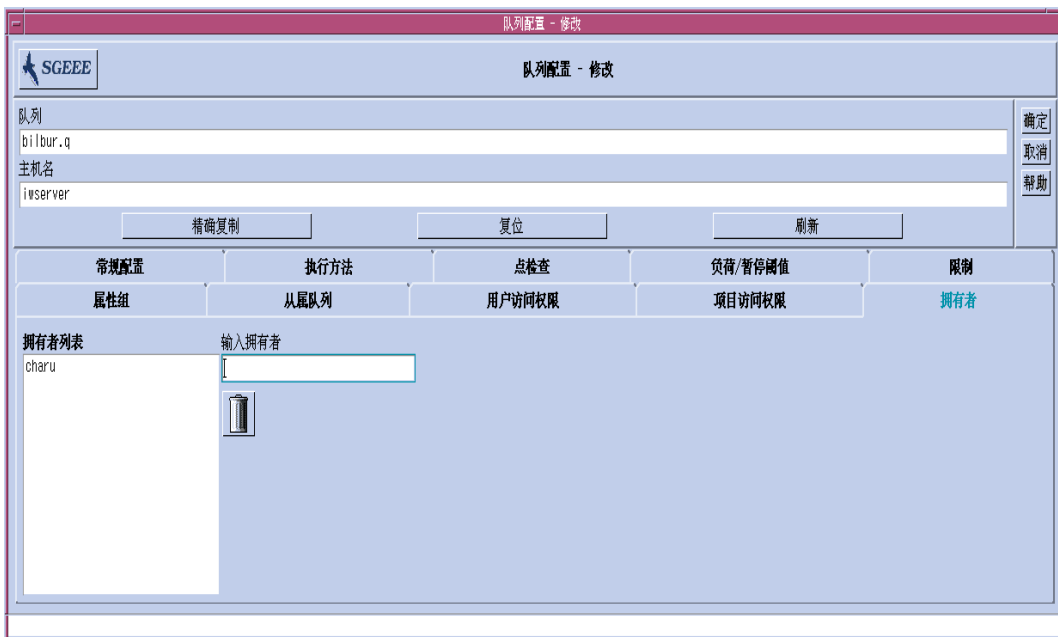 队列配置 - 修改
SGEEE
队列配置 - 修改
队列
bilbur.q
主机名
iwserver
确定
取消
帮助
精确复制 复位 刷新
常规配置 执行方法 点检查 负荷/暂停阈值 限制
属性组 从属队列 用户访问权限 项目访问权限 拥有者
拥有者列表 输入拥有者
charu